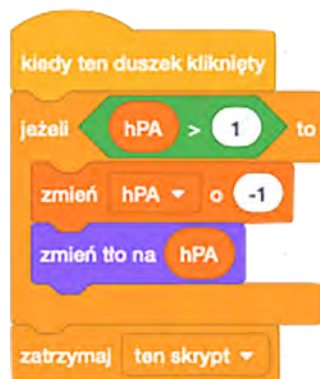 kiedy ten duszek kliknięty
jeżeli hPA > 1 to
zmień hPA o -1
zmień tło na hPA
zatrzymaj ten skrypt